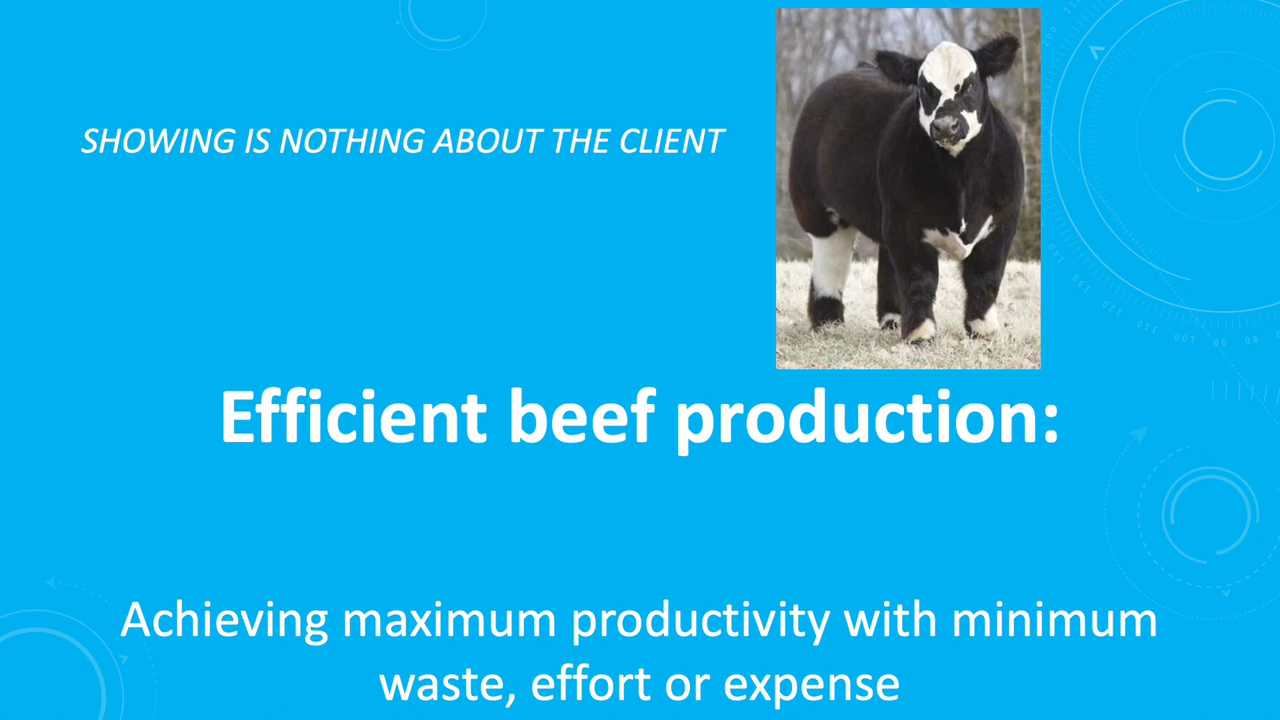 SHOWING IS NOTHING ABOUT THE CLIENT
Efficient beef production:
Achieving maximum productivity with minimum
waste, effort or expense